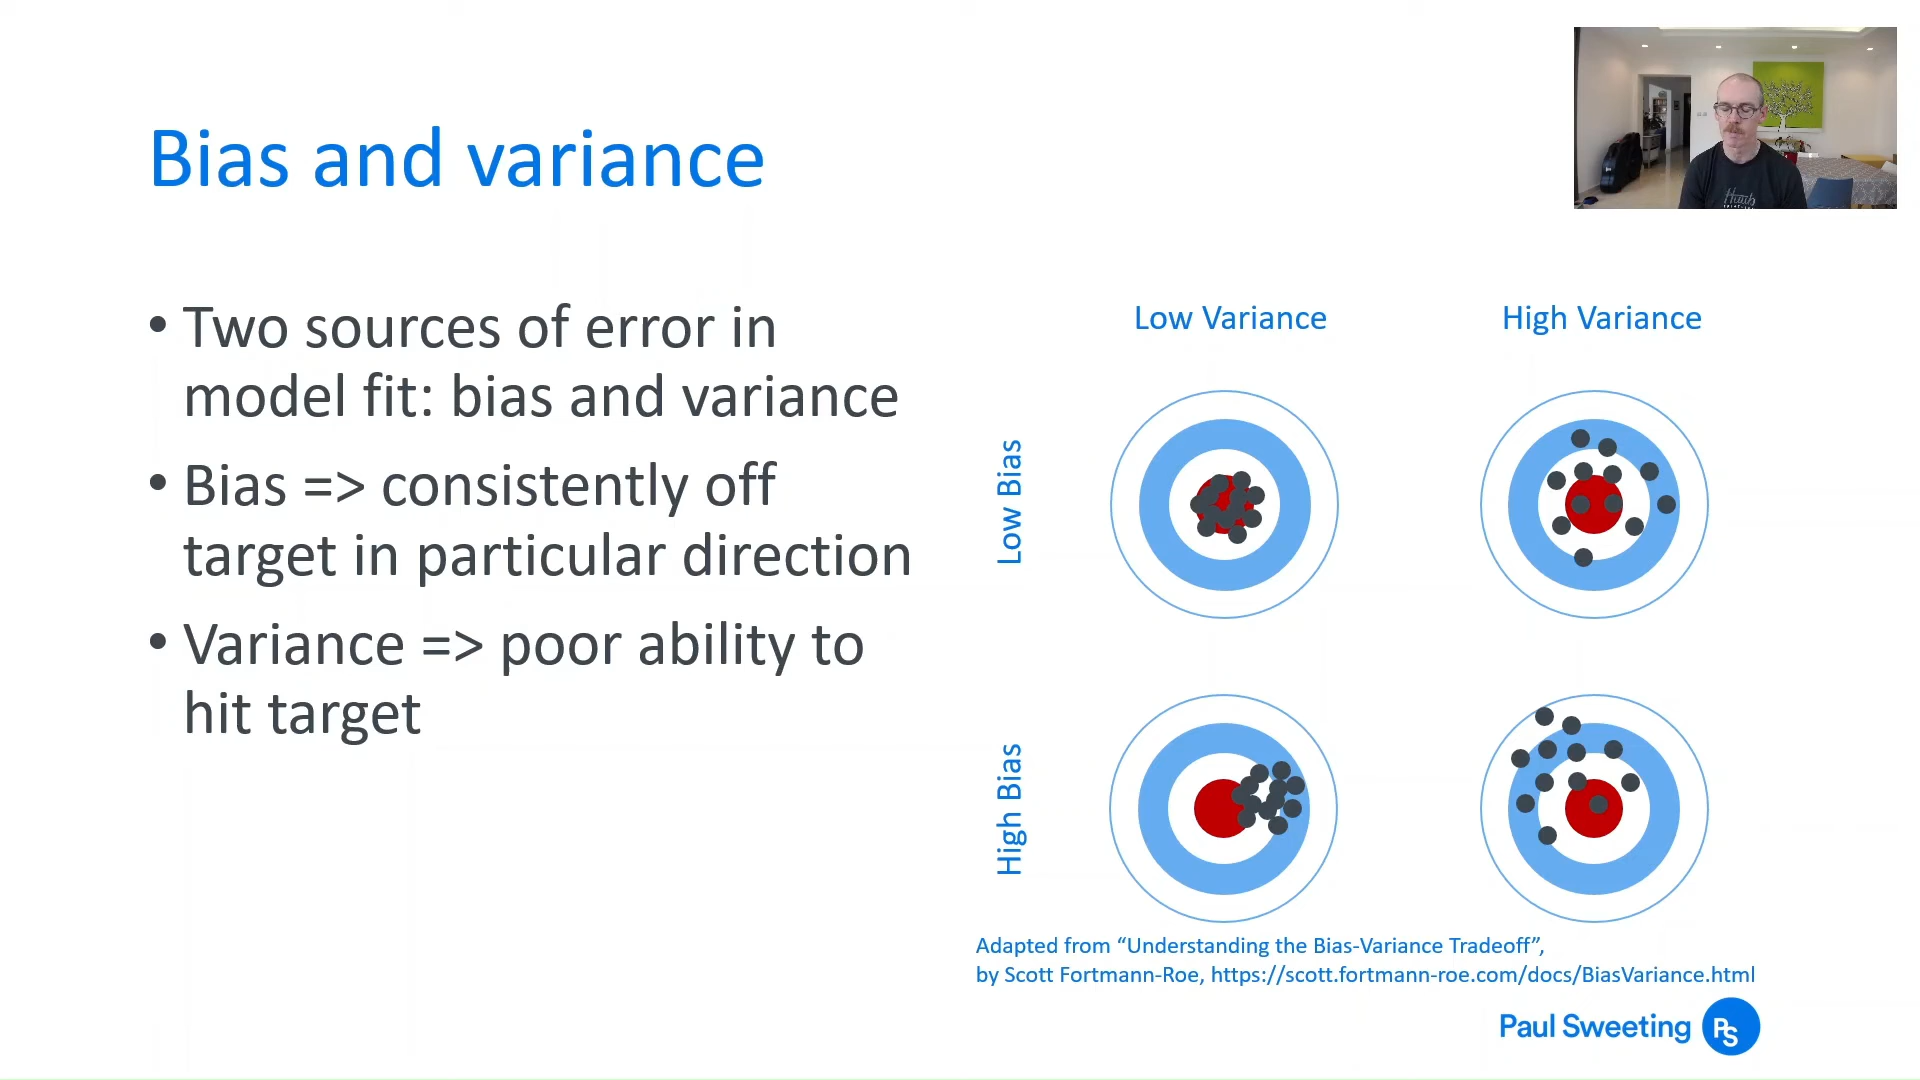 Bias and variance
• Two sources of error in
model fit: bias and variance
• Bias => consistently off
target in particular direction
• Variance => poor ability to
hit target
Low Variance
High Variance
Low Bias
High Bias
Adapted from “Understanding the Bias-Variance Tradeoff”,
by Scott Fortmann-Roe, https://scott.fortmann-roe.com/docs/BiasVariance.html
Paul Sweeting PS